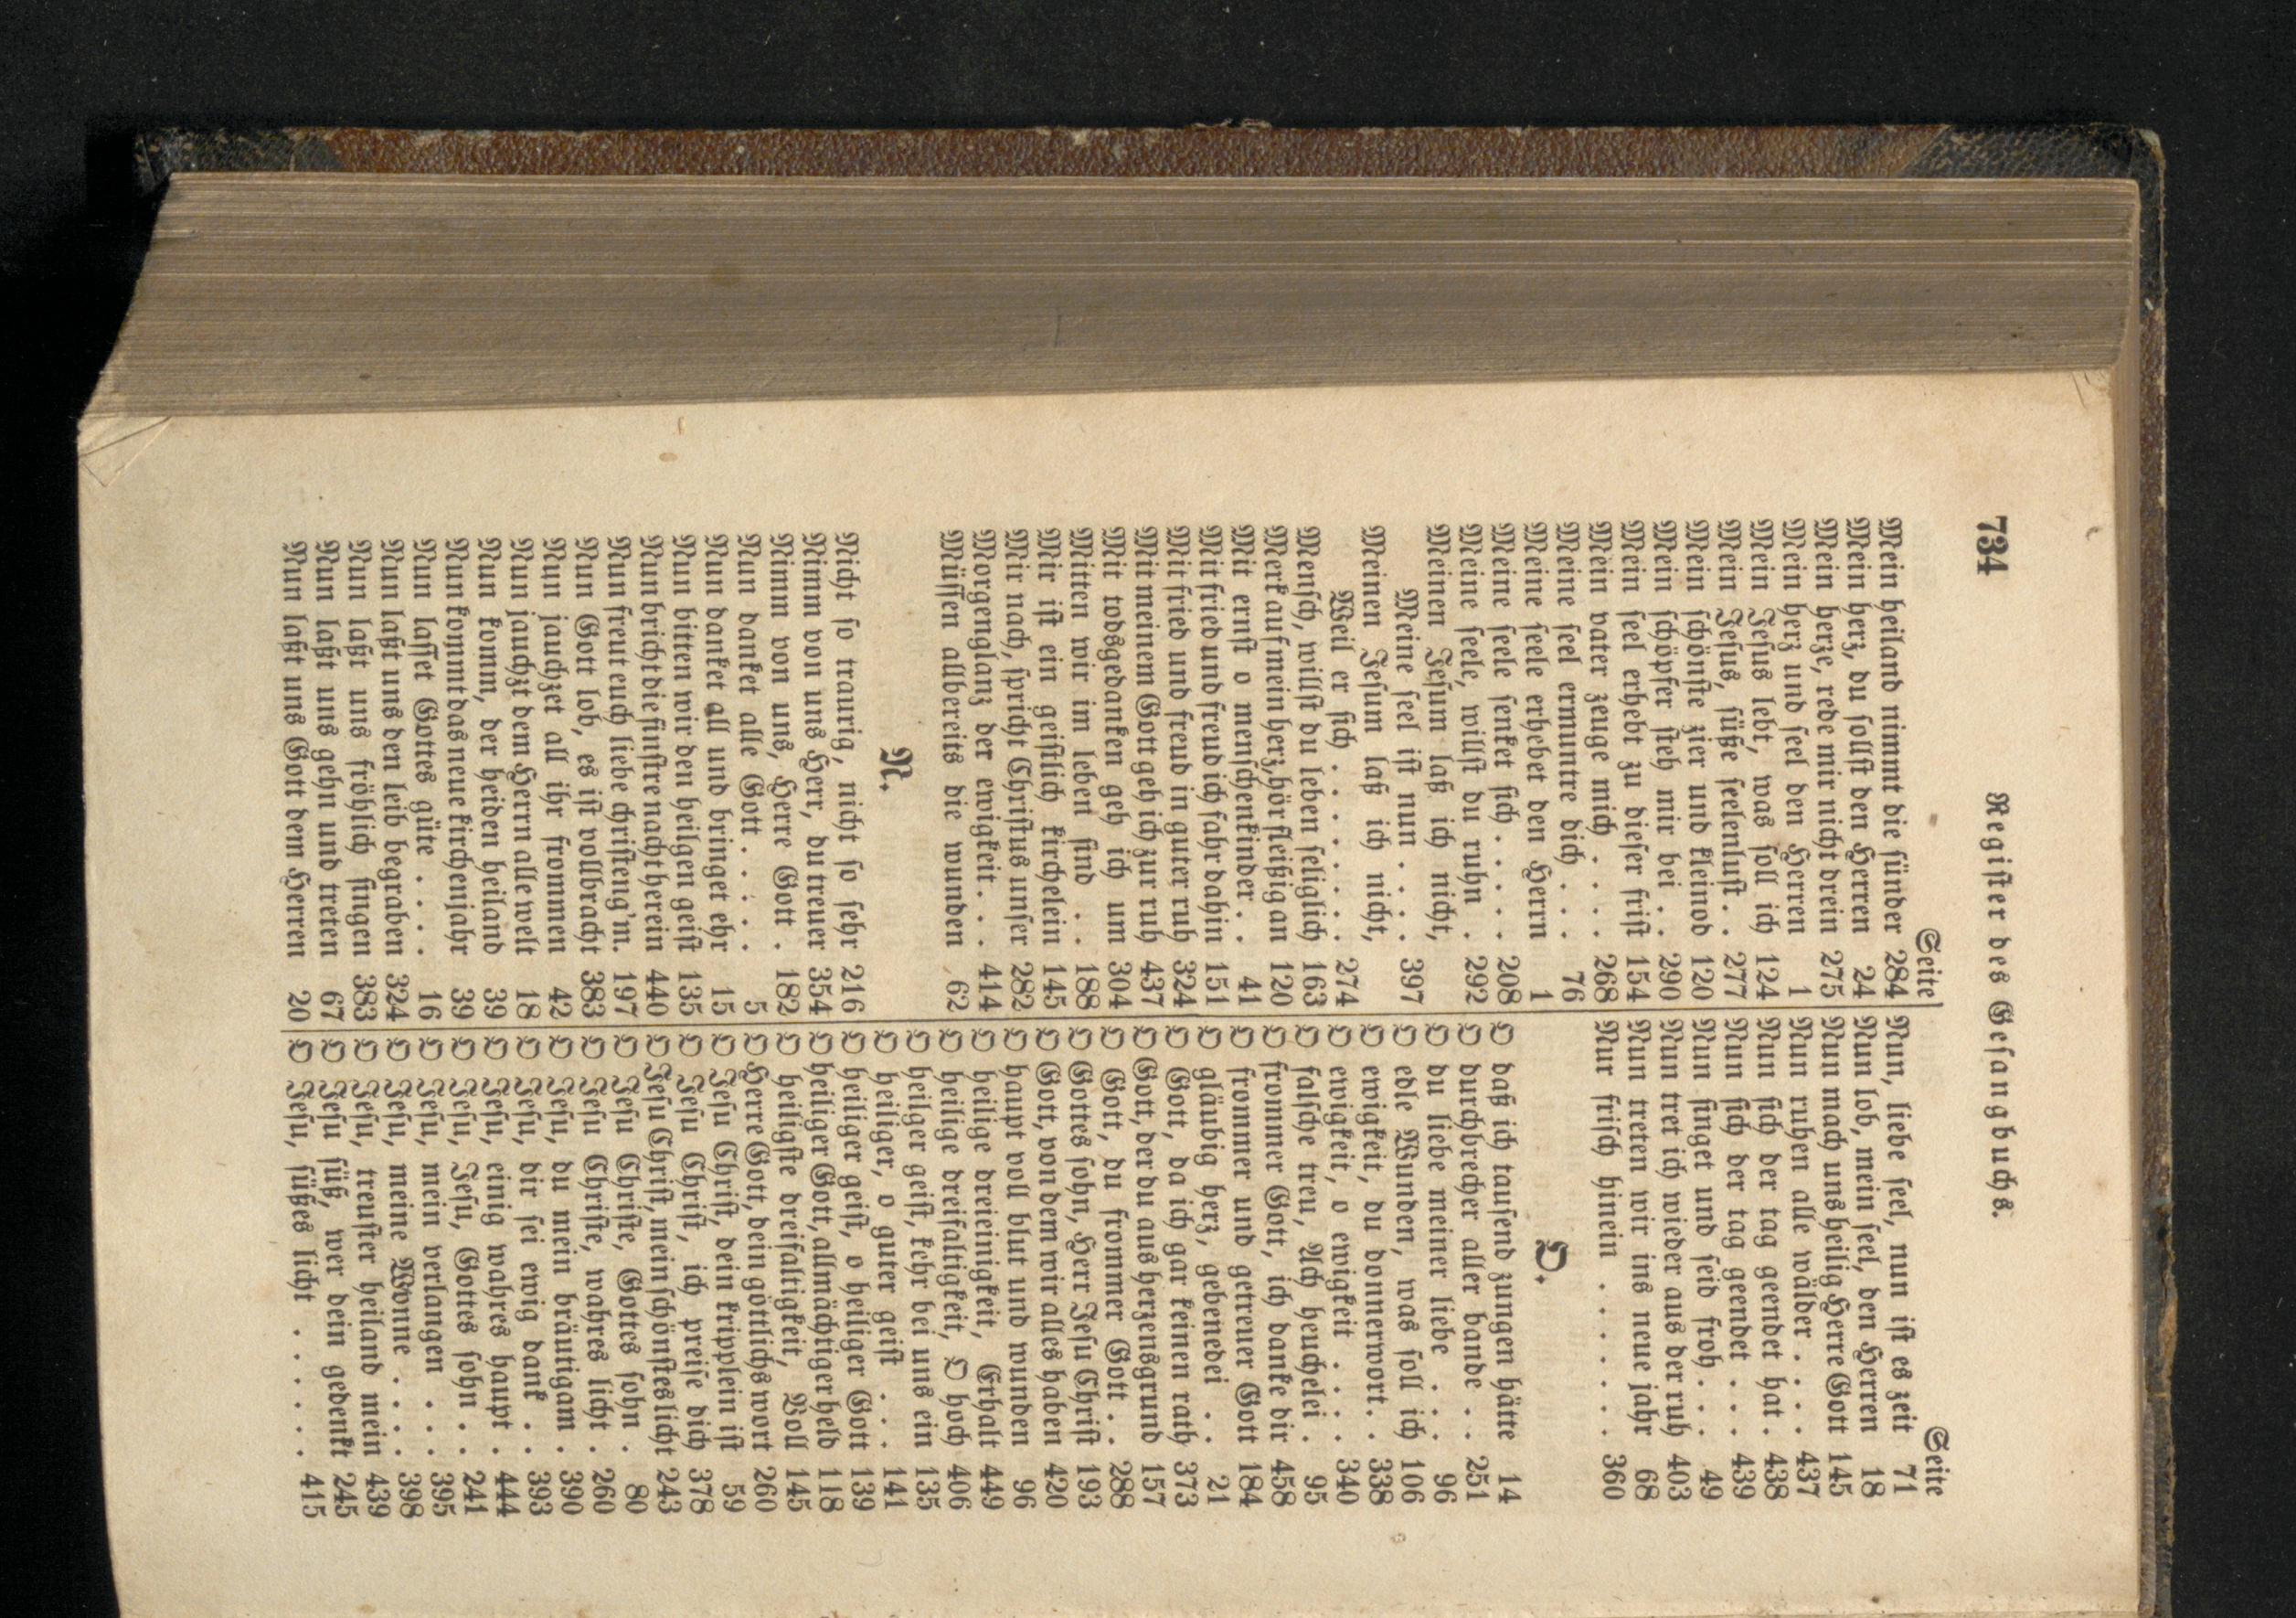 734
Register des Gesangbuchs.
Seite
Mein heiland nimmt die sünder 284
Mein herz, du sollst den Herren 24
Mein herze, rede mir nicht drein 275
Mein herz und seel den Herren 1
Mein Jesus lebt, was soll ich 124
Mein Jesus, süße seelenlust . . 277
Mein schönste zier und kleinod 120
Mein schöpfer steh mir bei . . 290
Mein seel erhebt zu dieser frist 154
Mein vater zeuge mich . . . . 268
Meine seel ermuntre dich . . . 76
Meine seele erhebet den Herrn 1
Meine seele senket sich . . . . . 208
Meine seele, willst du ruhn . . 292
Meinen Jesum laß ich nicht,
Meine seel ist nun . . . . . 397
Meinen Jesum laß ich nicht,
Weil er sich . . . . . . . . 274
Mensch, willst du leben seliglich 163
Merk auf mein herz, hör fleißig an 120
Mit ernst o menschenkinder . . 41
Mit fried und freud ich fahr dahin 151
Mit fried und freud in guter ruh 324
Mit meinem Gott geh ich zur ruh 437
Mit todsgedanken geh ich um 304
Mitten wir im leben sind . . 188
Mir ist ein geistlich kirchelein 145
Mir nach, spricht Christus unser 282
Morgenglanz der ewigkeit . . . 414
Müssen allbereits die wunden 62
N.
Nicht so traurig, nicht so sehr 216
Nimm von uns Herr, du treuer 354
Nimm von uns, Herre Gott . 182
Nun danket alle Gott . . . . . 5
Nun danket all und bringet ehr 15
Nun bitten wir den heilgen geist 135
Nun bricht die finstre nacht herein 440
Nun freut euch liebe christeng'm. 197
Nun Gott lob, es ist vollbracht 383
Nun jauchzet all ihr frommen 42
Nun jauchzt dem Herrn alle welt 18
Nun komm, der heiden heiland 39
Nun kommt das neue kirchenjahr 39
Nun lasset Gottes güte . . . . 16
Nun laßt uns den leib begraben 324
Nun laßt uns fröhlich singen 383
Nun laßt uns gehn und treten 67
Nun laßt uns Gott dem Herren 20
Seite
Nun, liebe seel, nun ist es zeit 71
Nun lob, mein seel, den Herren 18
Nun mach uns heilig Herre Gott 145
Nun ruhen alle wälder . . . . 437
Nun sich der tag geendet hat . 438
Nun sich der tag geendet . . . 439
Nun singet und seid froh . . . 49
Nun tret ich wieder aus der ruh 403
Nun treten wir ins neue jahr 68
Nur frisch hinein . . . . . . . 360
O.
O daß ich tausend zungen hätte 14
O durchbrecher aller bande . . 251
O du liebe meiner liebe . . . 96
O edle Wunden, was soll ich 106
O ewigkeit, du donnerwort . . 338
O ewigkeit, o ewigkeit . . . . 340
O falsche treu, Ach heuchelei . 95
O frommer Gott, ich danke dir 458
O frommer und getreuer Gott 184
O gläubig herz, gebenedei . . 21
O Gott, da ich gar keinen rath 373
O Gott, der du aus herzensgrund 157
O Gott, du frommer Gott . . 288
O Gottes sohn, Herr Jesu Christ 193
O Gott, von dem wir alles haben 420
O haupt voll blut und wunden 96
O heilige dreieinigkeit, Erhalt 449
O heilige dreifaltigkeit, O hoch 406
O heilger geist, kehr bei uns ein 135
O heiliger, o guter geist . . . 141
O heiliger geist, o heiliger Gott 139
O heiliger Gott, allmächtiger held 118
O heiligste dreifaltigkeit, Voll 145
O Herre Gott, dein göttlichs wort 260
O Jesu Christ, dein kripplein ist 59
O Jesu Christ, ich preise dich 378
O Jesu Christ, mein schönstes licht 243
O Jesu Christe, Gottes sohn . 80
O Jesu Christe, wahres licht . 260
O Jesu, du mein bräutigam . 390
O Jesu, dir sei ewig dank . . 393
O Jesu, einig wahres haupt . 444
O Jesu, Jesu, Gottes sohn . . 241
O Jesu, mein verlangen . . . 395
O Jesu, meine Wonne . . . . 398
O Jesu, treuster heiland mein 439
O Jesu süß, wer dein gedenkt 245
O Jesu, süßes licht . . . . . . 415